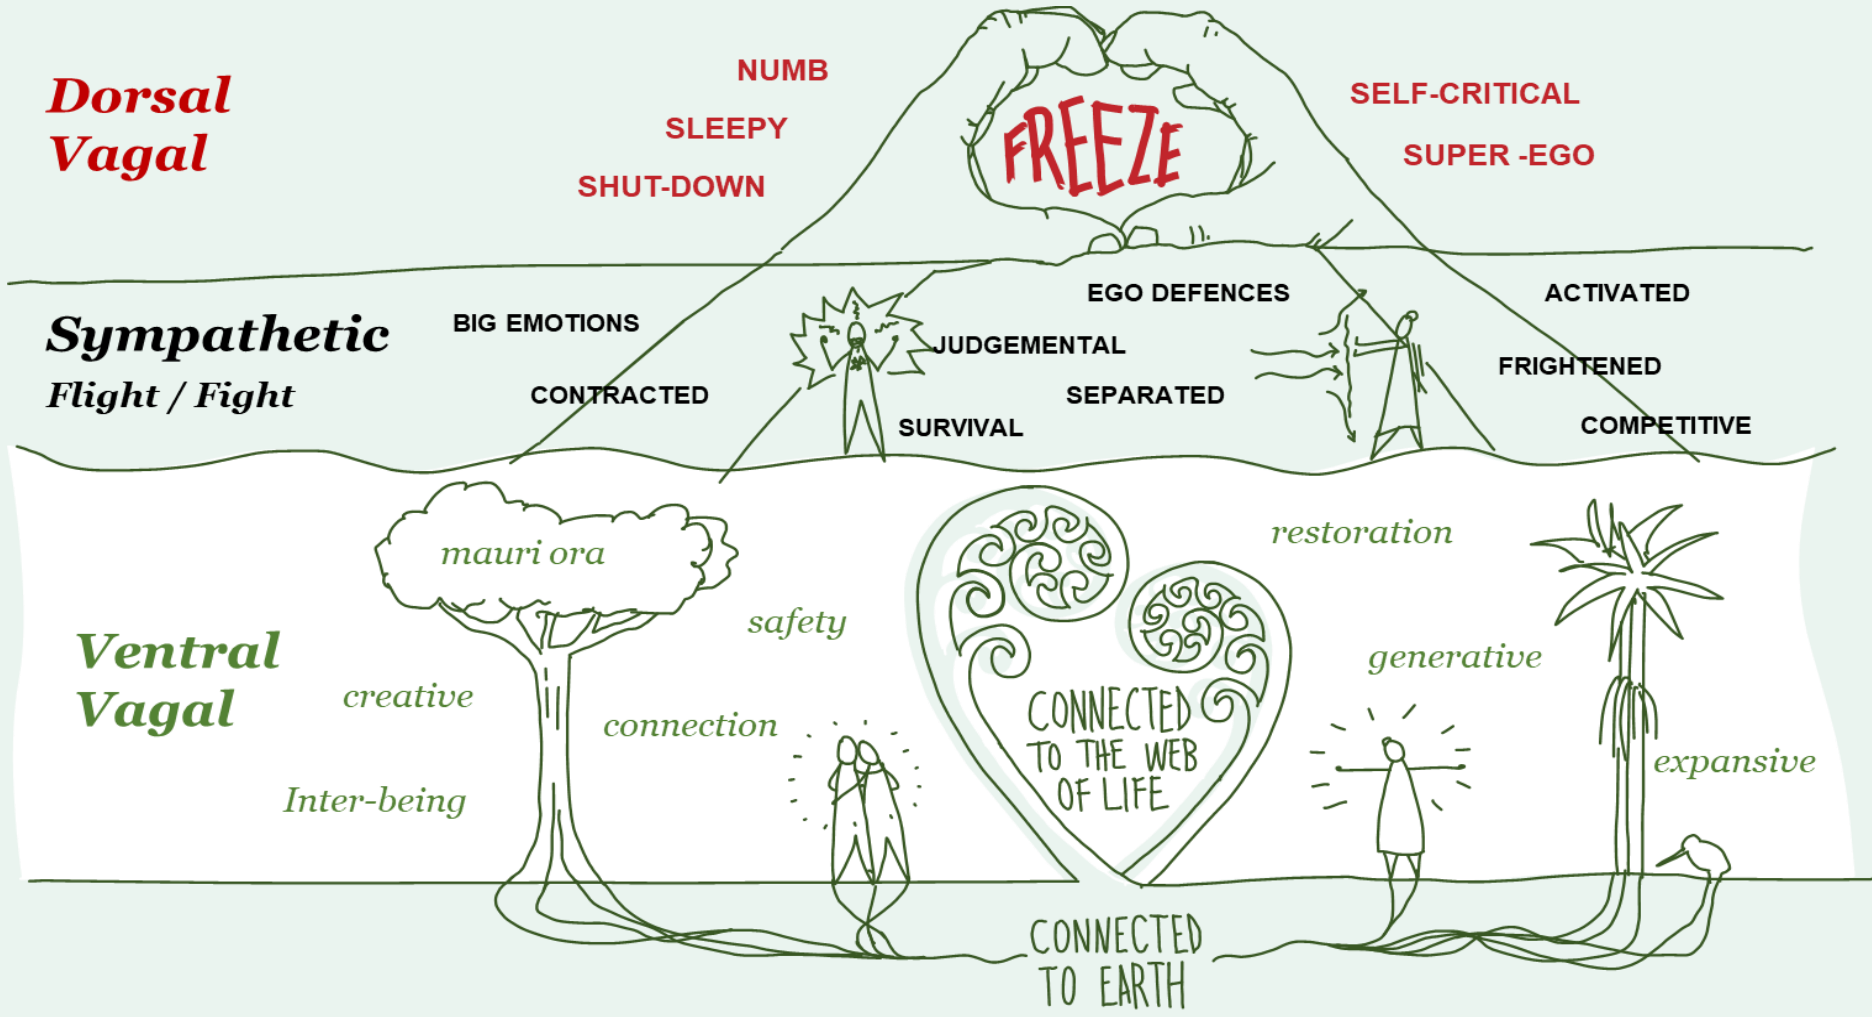 Dorsal
Vagal
NUMB
SLEEPY
SHUT-DOWN
FREEZE
SELF-CRITICAL
SUPER -EGO
Sympathetic
Flight / Fight
BIG EMOTIONS
CONTRACTED
EGO DEFENCES
JUDGEMENTAL
SEPARATED
SURVIVAL
ACTIVATED
FRIGHTENED
COMPETITIVE
Ventral
Vagal
mauri ora
safety
creative
connection
Inter-being
CONNECTED
TO THE WEB
OF LIFE
restoration
generative
expansive
CONNECTED
TO EARTH